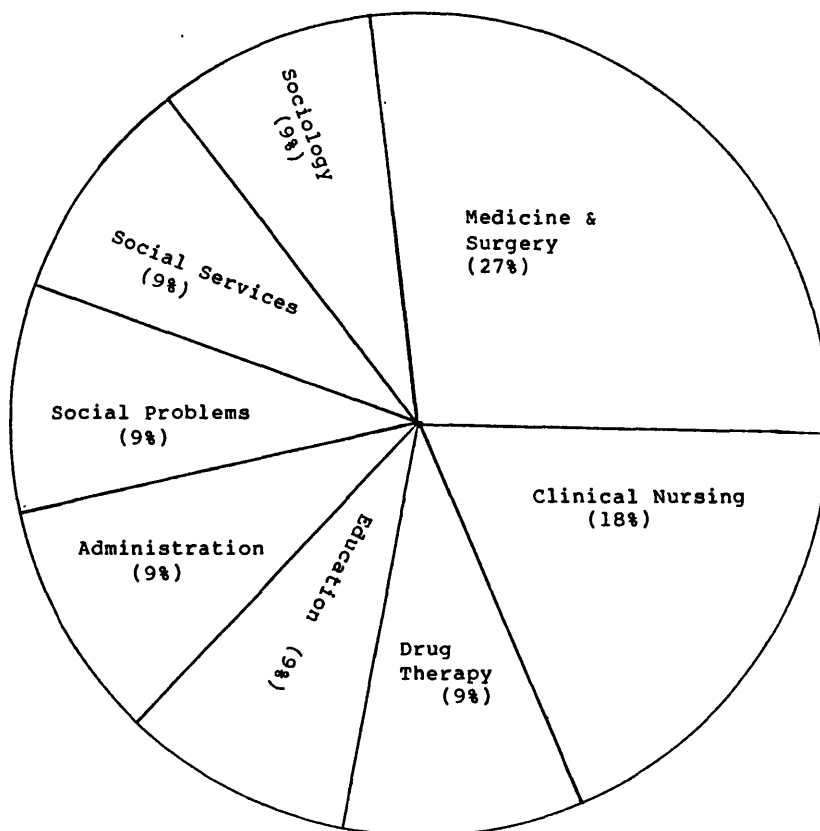 Sociology
(9%)
Medicine &
Surgery
(27%)
Social Services
(9%)
Social Problems
(9%)
Clinical Nursing
(18%)
Administration
(9%)
Education (9%)
Drug
Therapy
(9%)